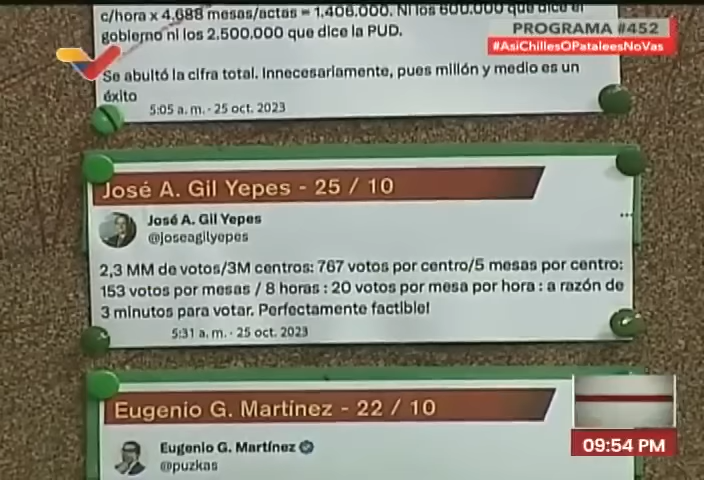 c/hora x 4.688 mesas/actas = 1,406.000. Ni los 600.000 que dice el
gobierno ni los 2.500,000 que dice la PUD.
PROGRAMA #452
#AsiChillesOPataleesNoVas
Se abultó la cifra total. Innecesariamente, pues millón y medio es un
éxito
5:05 a. m. · 25 oct. 2023
José A. Gil Yepes - 25 / 10
José A. Gil Yepes
@joseagilyepes
2,3 MM de votos/3M centros: 767 votos por centro/5 mesas por centro:
153 votos por mesas / 8 horas : 20 votos por mesa por hora : a razón de
3 minutos para votar. Perfectamente factible!
5:31 a. m. · 25 oct. 2023
Eugenio G. Martínez - 22 / 10
Eugenio G. Martínez
@puzkas
09:54 PM